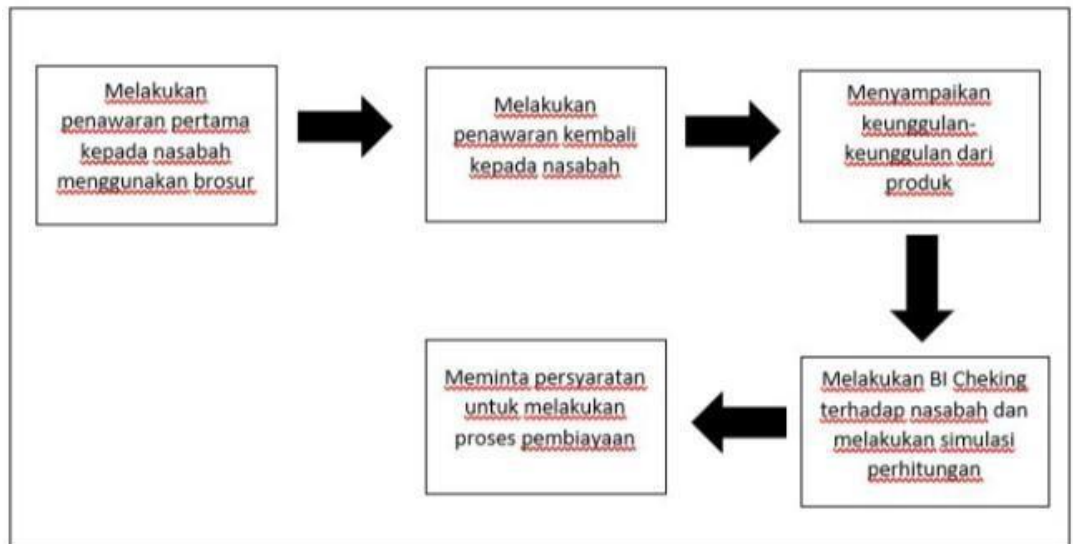 Melakukan
penawaran pertama
kepada nasabah
menggunakan brosur
Melakukan
penawaran kembali
kepada nasabah
Menyampaikan
keunggulan-
keunggulan dari
produk
Melakukan BI Cheking
terhadap nasabah dan
melakukan simulasi
perhitungan
Meminta persyaratan
untuk melakukan
proses pembiayaan